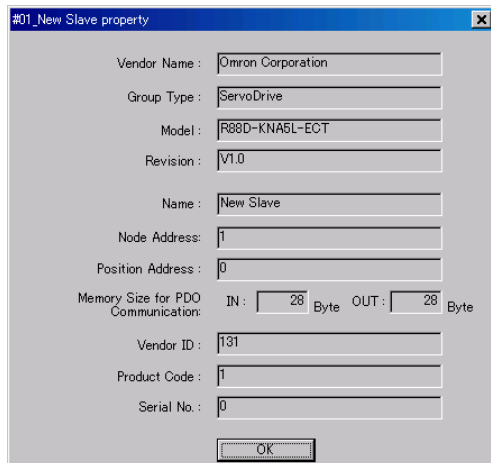 #01_New Slave property
Vendor Name : Omron Corporation
Group Type : ServoDrive
Model : R88D-KNA5L-ECT
Revision : V1.0
Name : New Slave
Node Address: 1
Position Address : 0
Memory Size for PDO
Communication: IN : 28 Byte OUT : 28 Byte
Vendor ID : 131
Product Code : 1
Serial No. : 0
OK